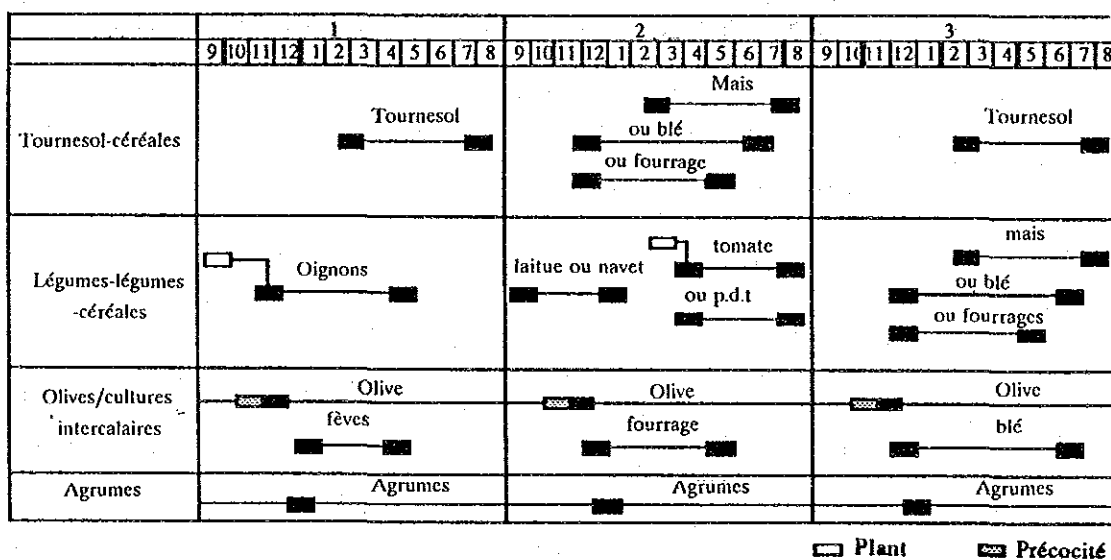 1 2 3
9 10 11 12 1 2 3 4 5 6 7 8 9 10 11 12 1 2 3 4 5 6 7 8 9 10 11 12 1 2 3 4 5 6 7 8
Tournesol-céréales
Tournesol
Mais
ou blé
ou fourrage
Tournesol
Légumes-légumes
-céréales
Oignons
laitue ou navet
tomate
ou p.d.t
mais
ou blé
ou fourrages
Olives/cultures
intercalaires
Olive
fèves
Olive
fourrage
Olive
blé
Agrumes
Agrumes
Agrumes
Agrumes
Plant Précocité